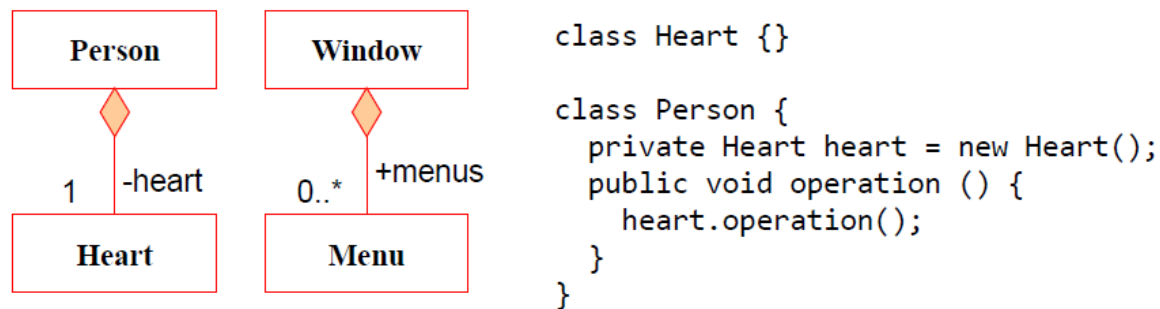 Person
Window
-heart
1
+menus
0..*
Heart
Menu
class Heart {}
class Person {
private Heart heart = new Heart();
public void operation () {
heart.operation();
}
}